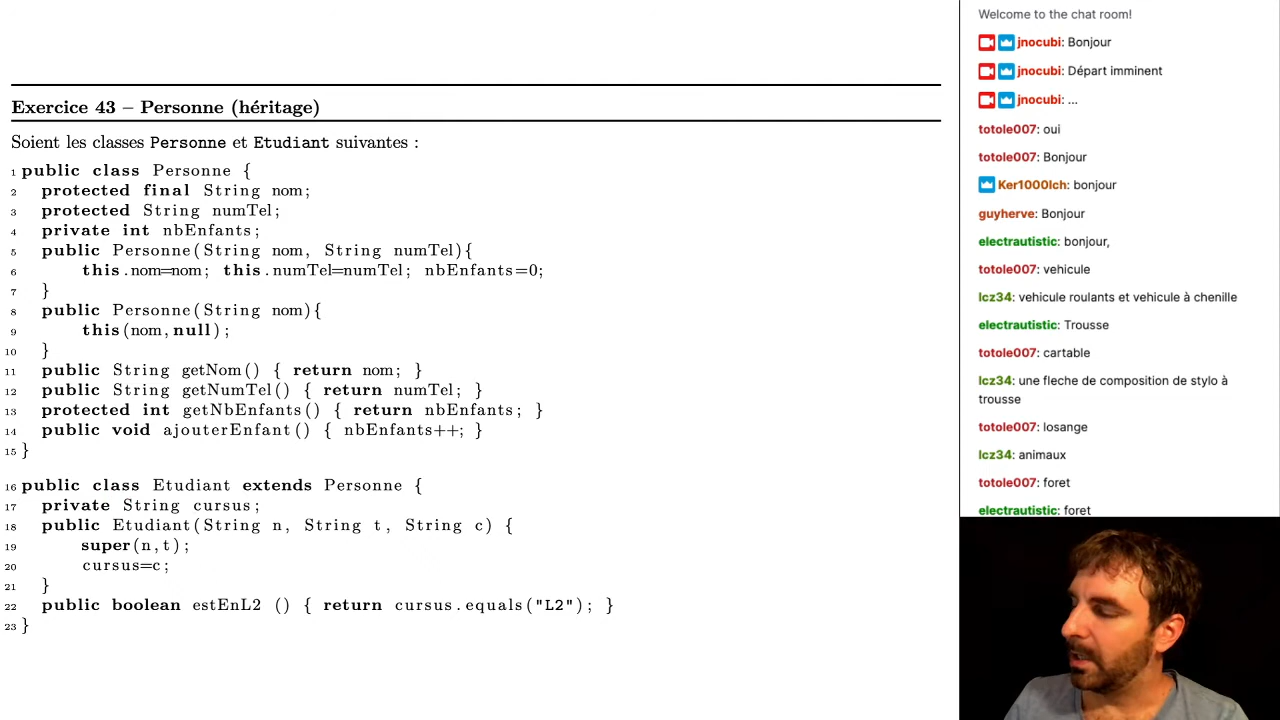 Exercice 43 – Personne (héritage)
Soient les classes Personne et Etudiant suivantes :
1 public class Personne {
2 protected final String nom;
3 protected String numTel;
4 private int nbEnfants;
5 public Personne(String nom, String numTel){
6 this.nom=nom; this.numTel=numTel; nbEnfants=0;
7 }
8 public Personne(String nom){
9 this(nom,null);
10 }
11 public String getNom() { return nom; }
12 public String getNumTel() { return numTel; }
13 protected int getNbEnfants() { return nbEnfants; }
14 public void ajouterEnfant() { nbEnfants++; }
15 }
16 public class Etudiant extends Personne {
17 private String cursus;
18 public Etudiant(String n, String t, String c) {
19 super(n,t);
20 cursus=c;
21 }
22 public boolean estEnL2 () { return cursus.equals("L2"); }
23 }
Welcome to the chat room!
jnocubi: Bonjour
jnocubi: Départ imminent
jnocubi: ...
totole007: oui
totole007: Bonjour
Ker1000lch: bonjour
guyherve: Bonjour
electrautistic: bonjour,
totole007: vehicule
lcz34: vehicule roulants et vehicule à chenille
electrautistic: Trousse
totole007: cartable
lcz34: une fleche de composition de stylo à
trousse
totole007: losange
lcz34: animaux
totole007: foret
electrautistic: foret